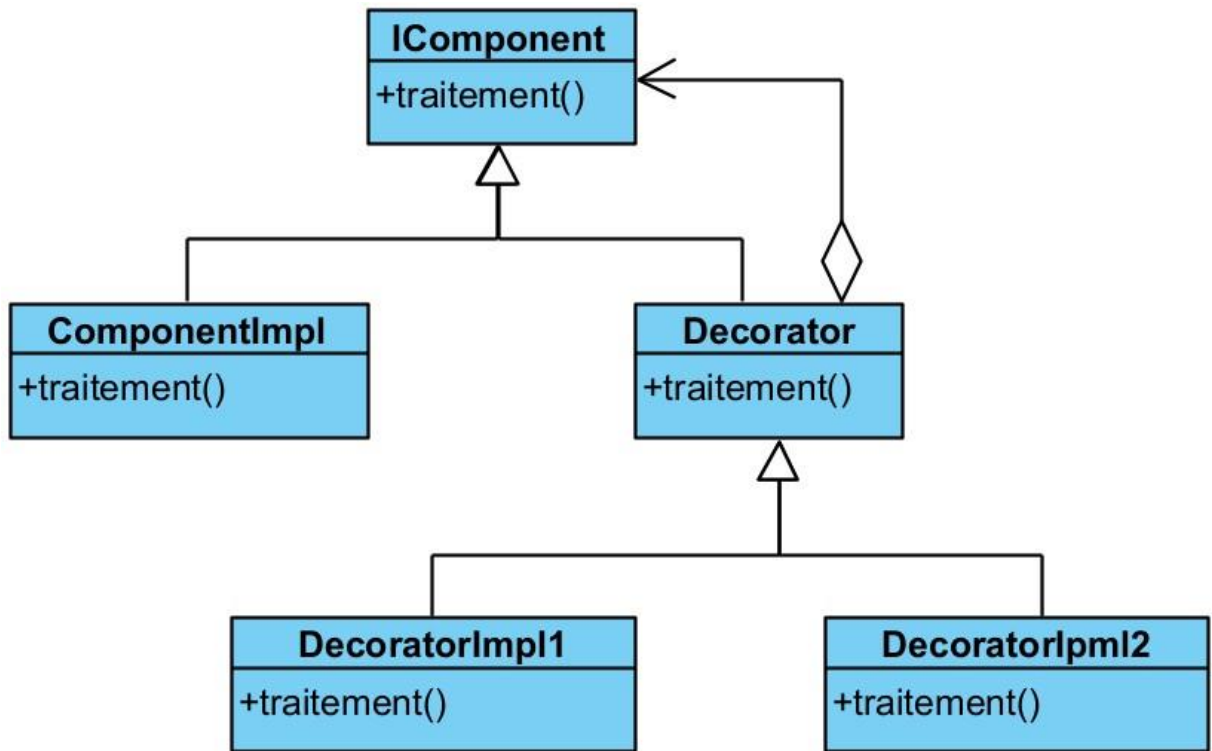 IComponent
+traitement()
ComponentImpl
+traitement()
Decorator
+traitement()
DecoratorImpl1
+traitement()
DecoratorIpml2
+traitement()